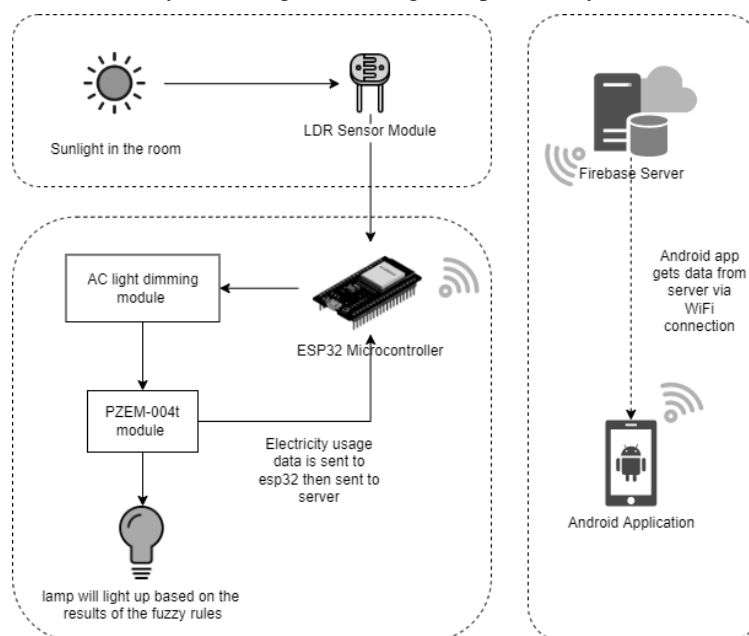 Sunlight in the room
LDR Sensor Module
AC light dimming
module
ESP32 Microcontroller
PZEM-004t
module
Electricity usage
data is sent to
esp32 then sent to
server
lamp will light up based on the
results of the fuzzy rules
Firebase Server
Android app
gets data from
server via
WiFi
connection
Android Application